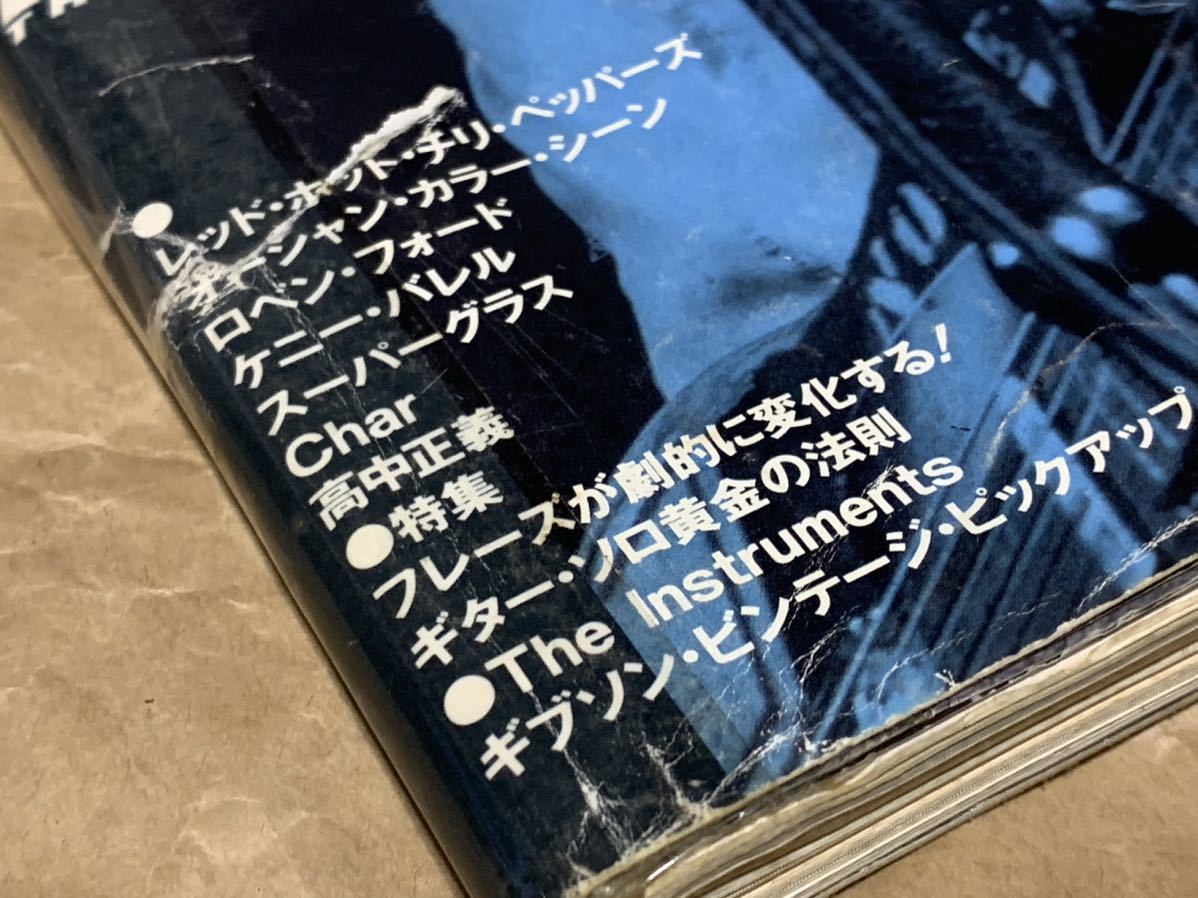 ●
レッド・ホット・チリ・ペッパーズ
オーシャン・カラー・シーン
ロベン・フォード
ケニー・バレル
スーパーグラス
Char
高中正義
●特集
フレーズが劇的に変化する!
ギター・ソロ黄金の法則
●The Instruments
ギブソン・ビンテージ・ピックアップ